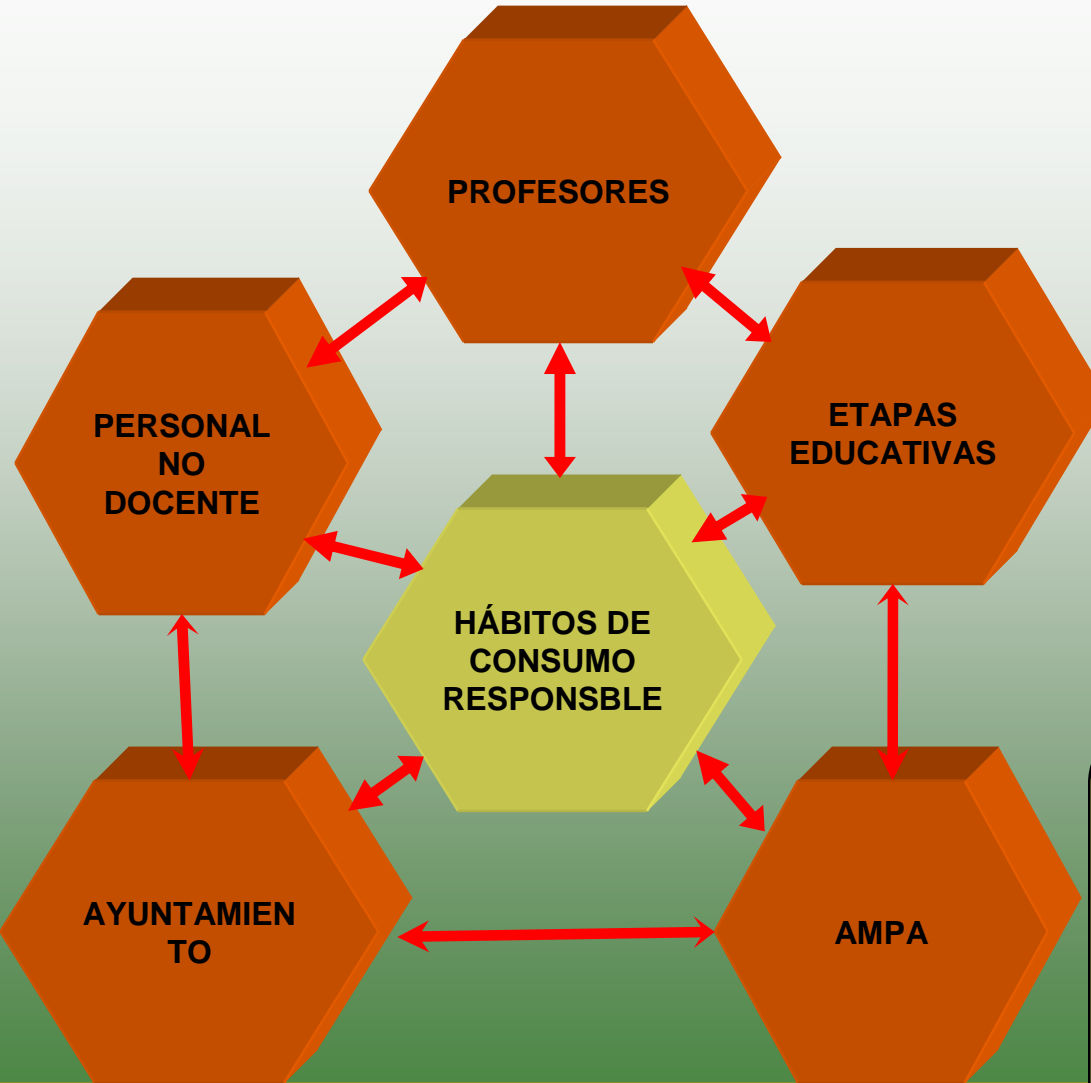 PROFESORES
ETAPAS
EDUCATIVAS
PERSONAL
NO
DOCENTE
HÁBITOS DE
CONSUMO
RESPONSBLE
AYUNTAMIEN
TO
AMPA